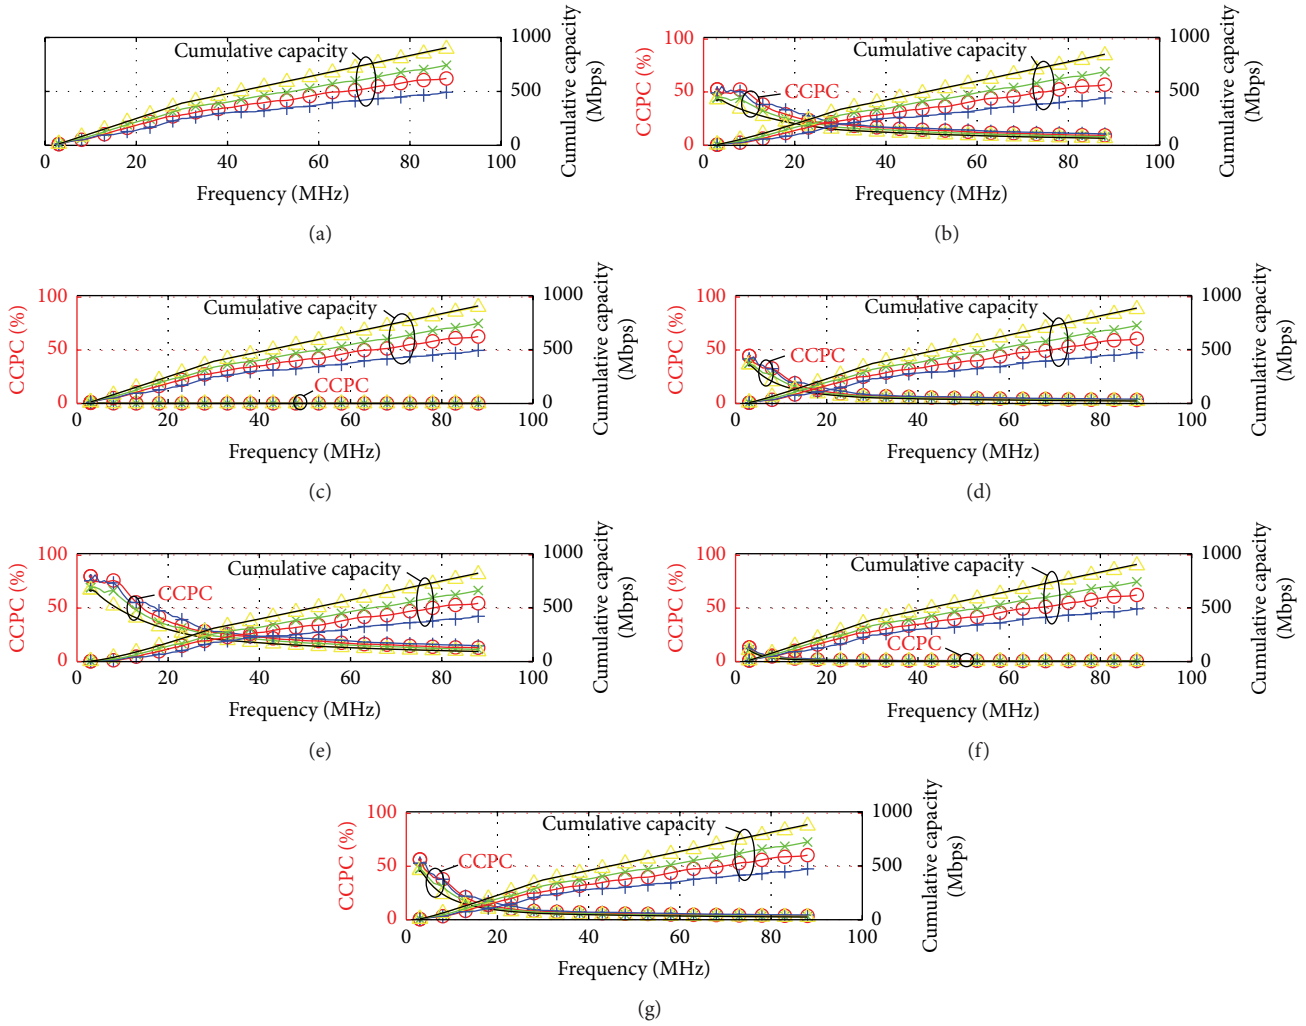 Cumulative capacity
1000
500
0
0 20 40 60 80 100
Frequency (MHz)
Cumulative capacity
(Mbps)
(a)
CCPC (%)
100
50
0
CCPC
Cumulative capacity
1000
500
0
0 20 40 60 80 100
Frequency (MHz)
Cumulative capacity
(Mbps)
(b)
CCPC (%)
100
50
0
Cumulative capacity
CCPC
1000
500
0
0 20 40 60 80 100
Frequency (MHz)
Cumulative capacity
(Mbps)
(c)
CCPC (%)
100
50
0
CCPC
Cumulative capacity
1000
500
0
0 20 40 60 80 100
Frequency (MHz)
Cumulative capacity
(Mbps)
(d)
CCPC (%)
100
50
0
CCPC
Cumulative capacity
1000
500
0
0 20 40 60 80 100
Frequency (MHz)
Cumulative capacity
(Mbps)
(e)
CCPC (%)
100
50
0
Cumulative capacity
CCPC
1000
500
0
0 20 40 60 80 100
Frequency (MHz)
Cumulative capacity
(Mbps)
(f)
CCPC (%)
100
50
0
CCPC
Cumulative capacity
1000
500
0
0 20 40 60 80 100
Frequency (MHz)
Cumulative capacity
(Mbps)
(g)